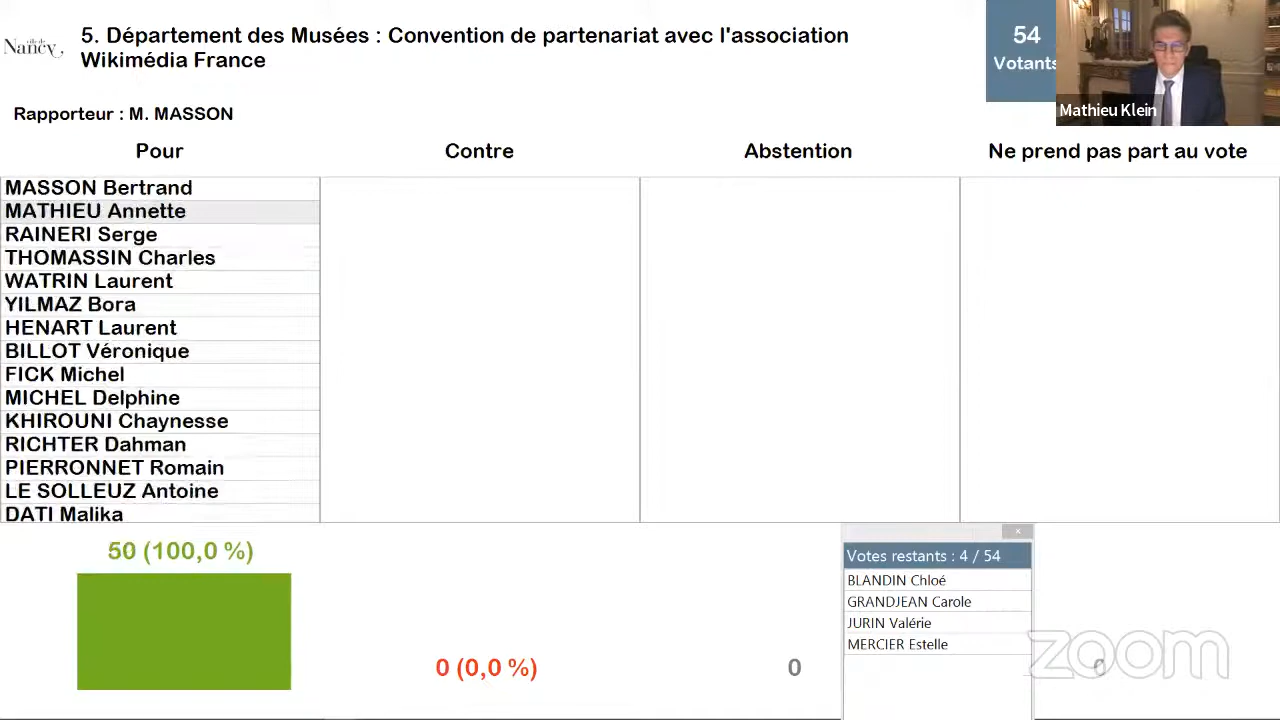 ville de
Nancy,
5. Département des Musées : Convention de partenariat avec l'association
Wikimédia France
54
Votants
Mathieu Klein
Rapporteur : M. MASSON
Pour
Contre
Abstention
Ne prend pas part au vote
MASSON Bertrand
MATHIEU Annette
RAINERI Serge
THOMASSIN Charles
WATRIN Laurent
YILMAZ Bora
HENART Laurent
BILLOT Véronique
FICK Michel
MICHEL Delphine
KHIROUNI Chaynesse
RICHTER Dahman
PIERRONNET Romain
LE SOLLEUZ Antoine
DATI Malika
50 (100,0 %)
0 (0,0 %)
0
Votes restants : 4 / 54
BLANDIN Chloé
GRANDJEAN Carole
JURIN Valérie
MERCIER Estelle
0
zoom